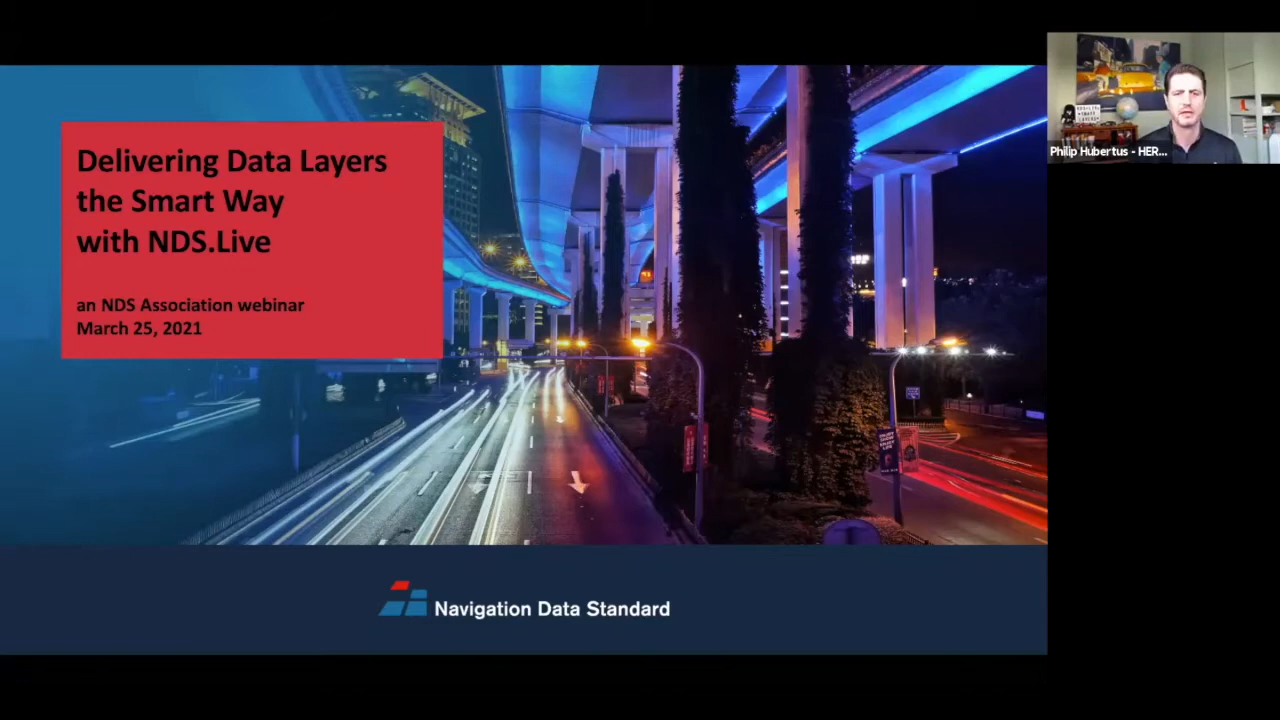 Delivering Data Layers
the Smart Way
with NDS.Live
an NDS Association webinar
March 25, 2021
Navigation Data Standard
Philip Hubertus - HER...